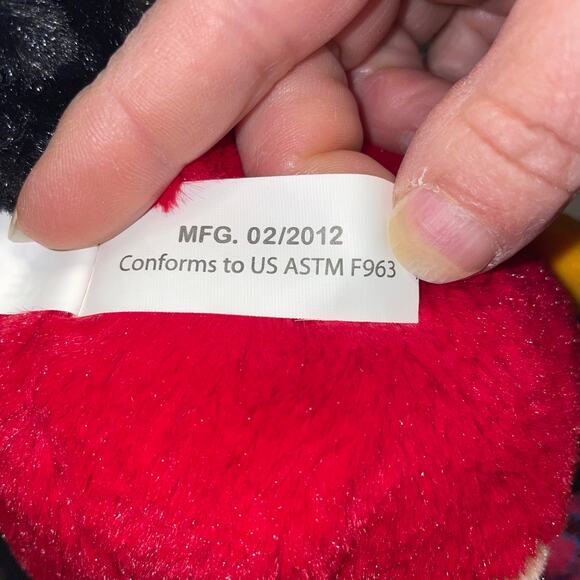 MFG. 02/2012
Conforms to US ASTM F963